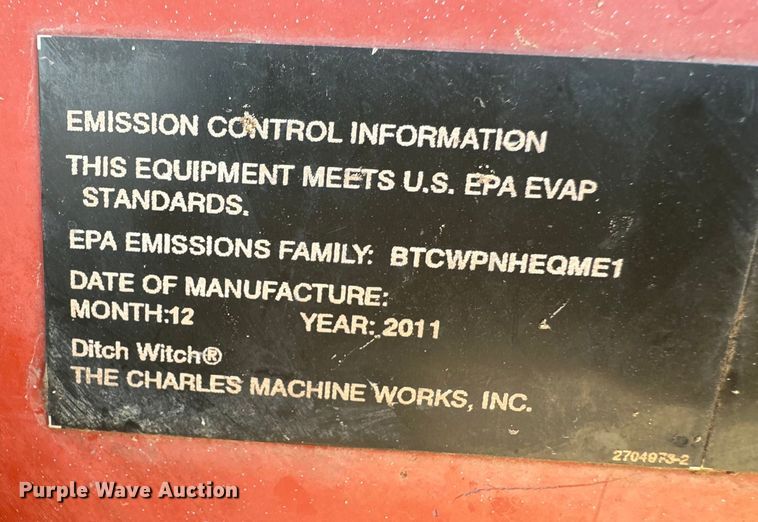 EMISSION CONTROL INFORMATION
THIS EQUIPMENT MEETS U.S. EPA EVAP
STANDARDS.
EPA EMISSIONS FAMILY: BTCWPNHEQME1
DATE OF MANUFACTURE:
MONTH:12 YEAR: 2011
Ditch Witch®
THE CHARLES MACHINE WORKS, INC.
2704973-2
Purple Wave Auction